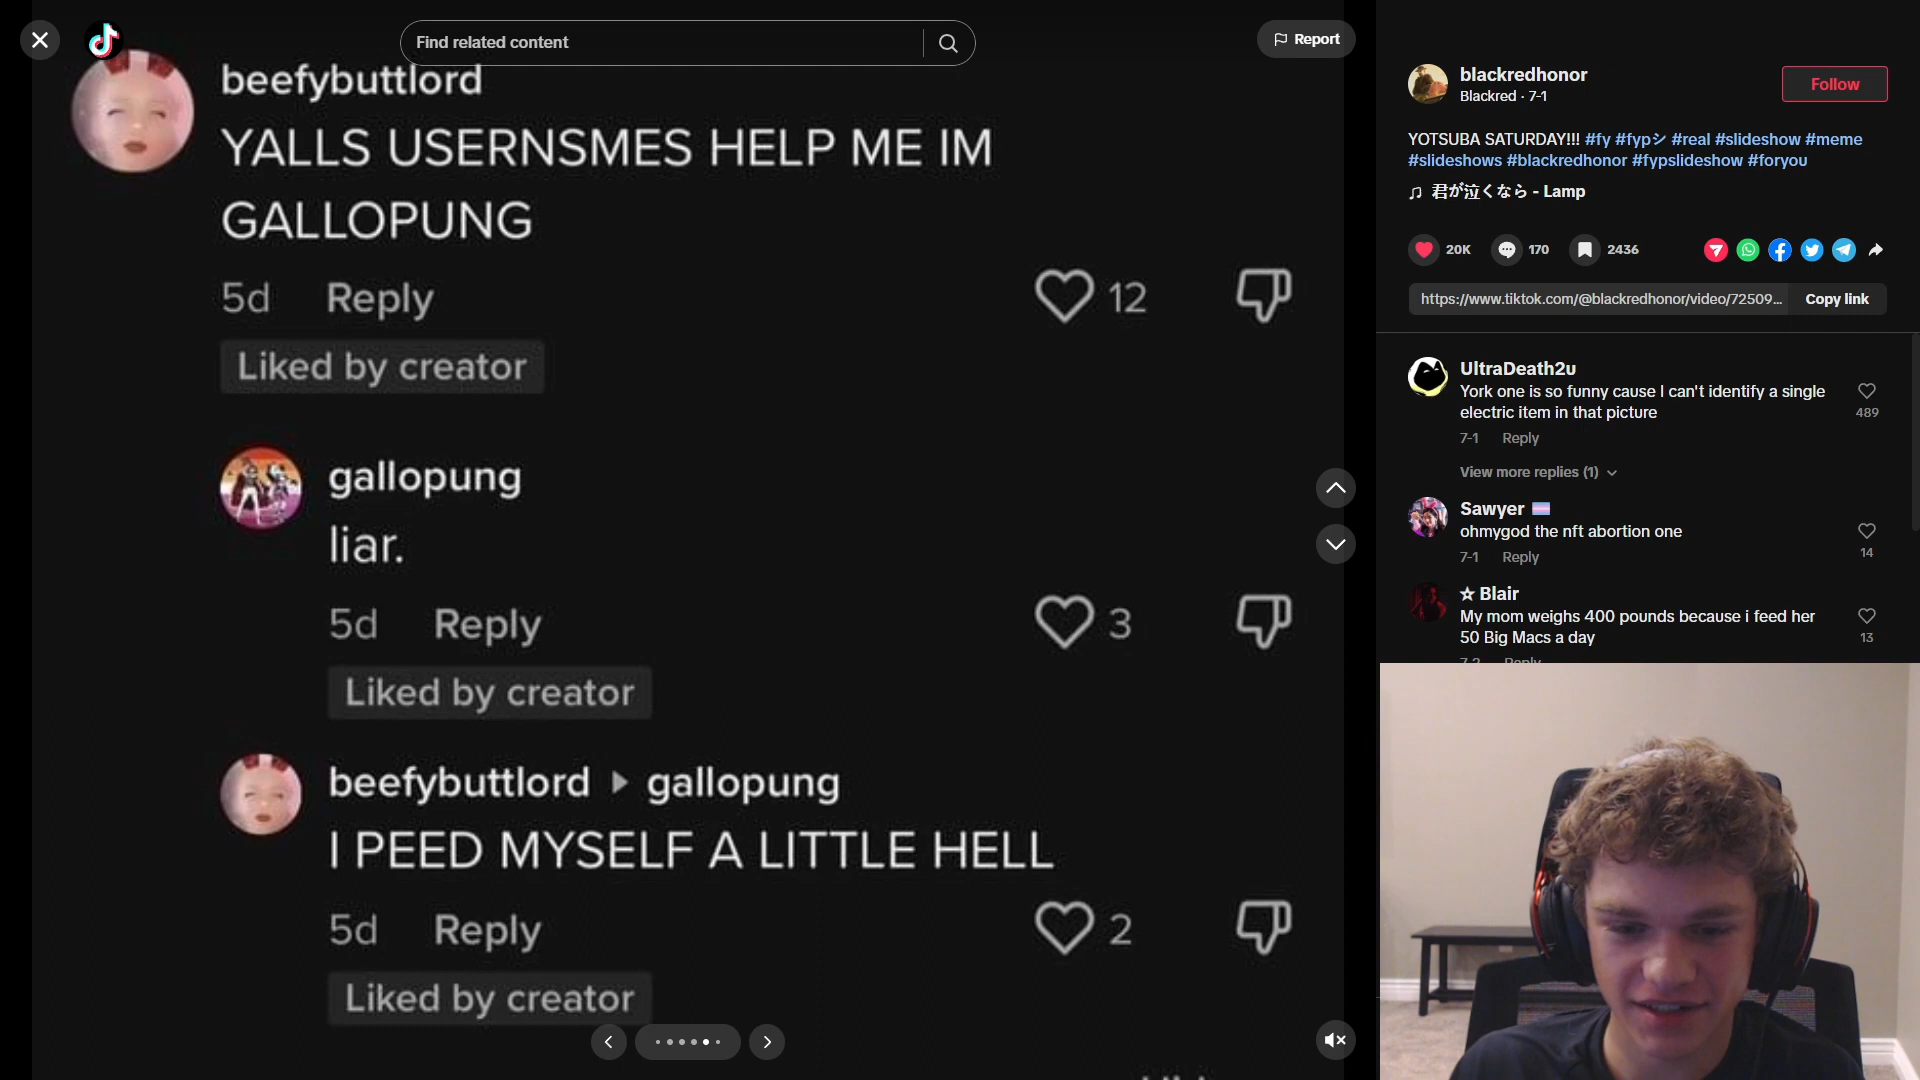 Find related content
Report
beefybuttlord
YALLS USERNSMES HELP ME IM
GALLOPUNG
5d Reply
12
Liked by creator
gallopung
liar.
5d Reply
3
Liked by creator
beefybuttlord ▶ gallopung
I PEED MYSELF A LITTLE HELL
5d Reply
2
Liked by creator
blackredhonor
Blackred · 7-1
Follow
YOTSUBA SATURDAY!!! #fy #fypシ #real #slideshow #meme
#slideshows #blackredhonor #fypslideshow #foryou
君が泣くなら - Lamp
20K 170 2436
https://www.tiktok.com/@blackredhonor/video/72509...
Copy link
UltraDeath2u
York one is so funny cause I can't identify a single
electric item in that picture
489
7-1 Reply
View more replies (1)
Sawyer
ohmygod the nft abortion one
14
7-1 Reply
☆ Blair
My mom weighs 400 pounds because i feed her
50 Big Macs a day
13
7-2 Reply